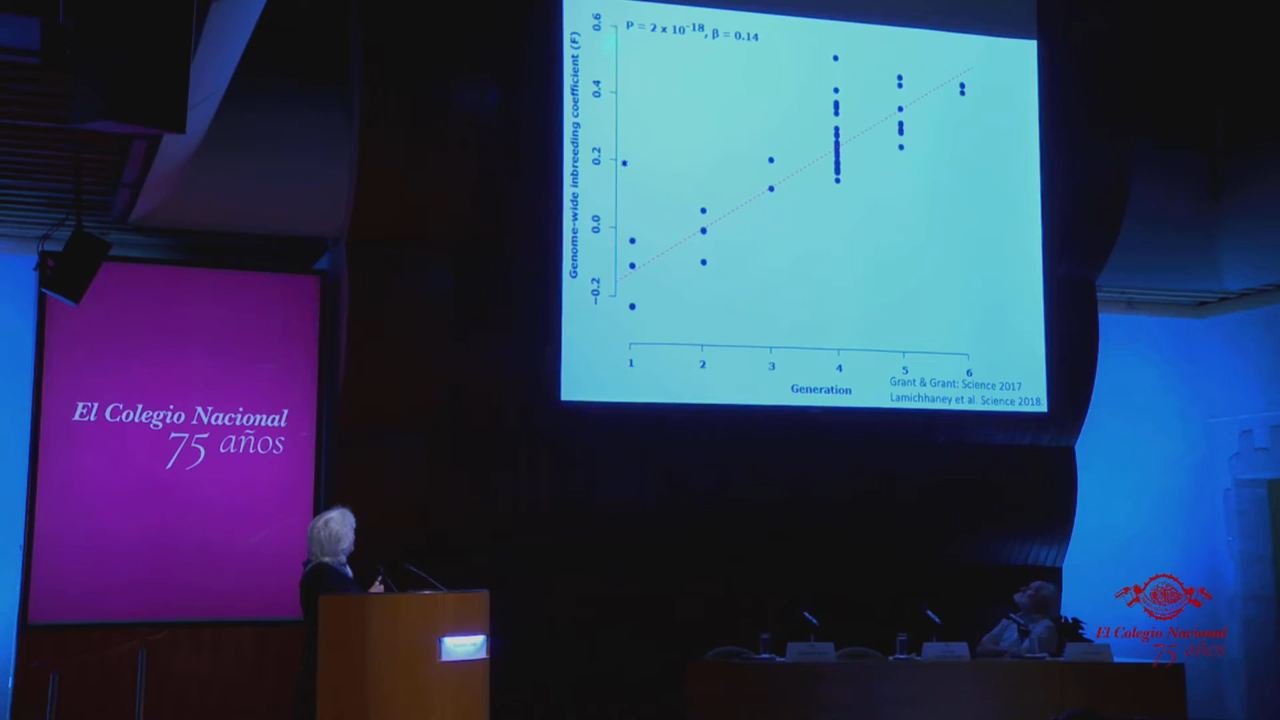 P = 2 x 10-18, β = 0.14
Genome-wide inbreeding coefficient (F)
0.6
0.4
0.2
0.0
−0.2
1 2 3 4 5 6
Generation
Grant & Grant: Science 2017
Lamichhaney et al. Science 2018
El Colegio Nacional
75 años
El Colegio Nacional
75 años